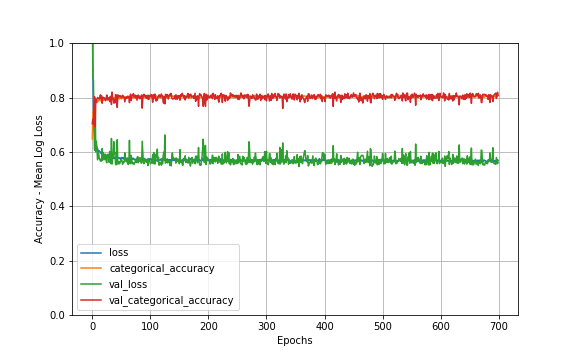 1.0
0.8
0.6
0.4
0.2
0.0
Accuracy - Mean Log Loss
loss
categorical_accuracy
val_loss
val_categorical_accuracy
0 100 200 300 400 500 600 700
Epochs